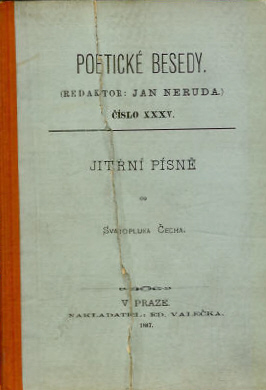 POETICKÉ BESEDY.
(REDAKTOR: JAN NERUDA.)
ČÍSLO XXXV.
JITŘNÍ PÍSNĚ
OD
SVATOPLUKA ČECHA.
V PRAZE.
NAKLADATEL: ED. VALEČKA.
1887.